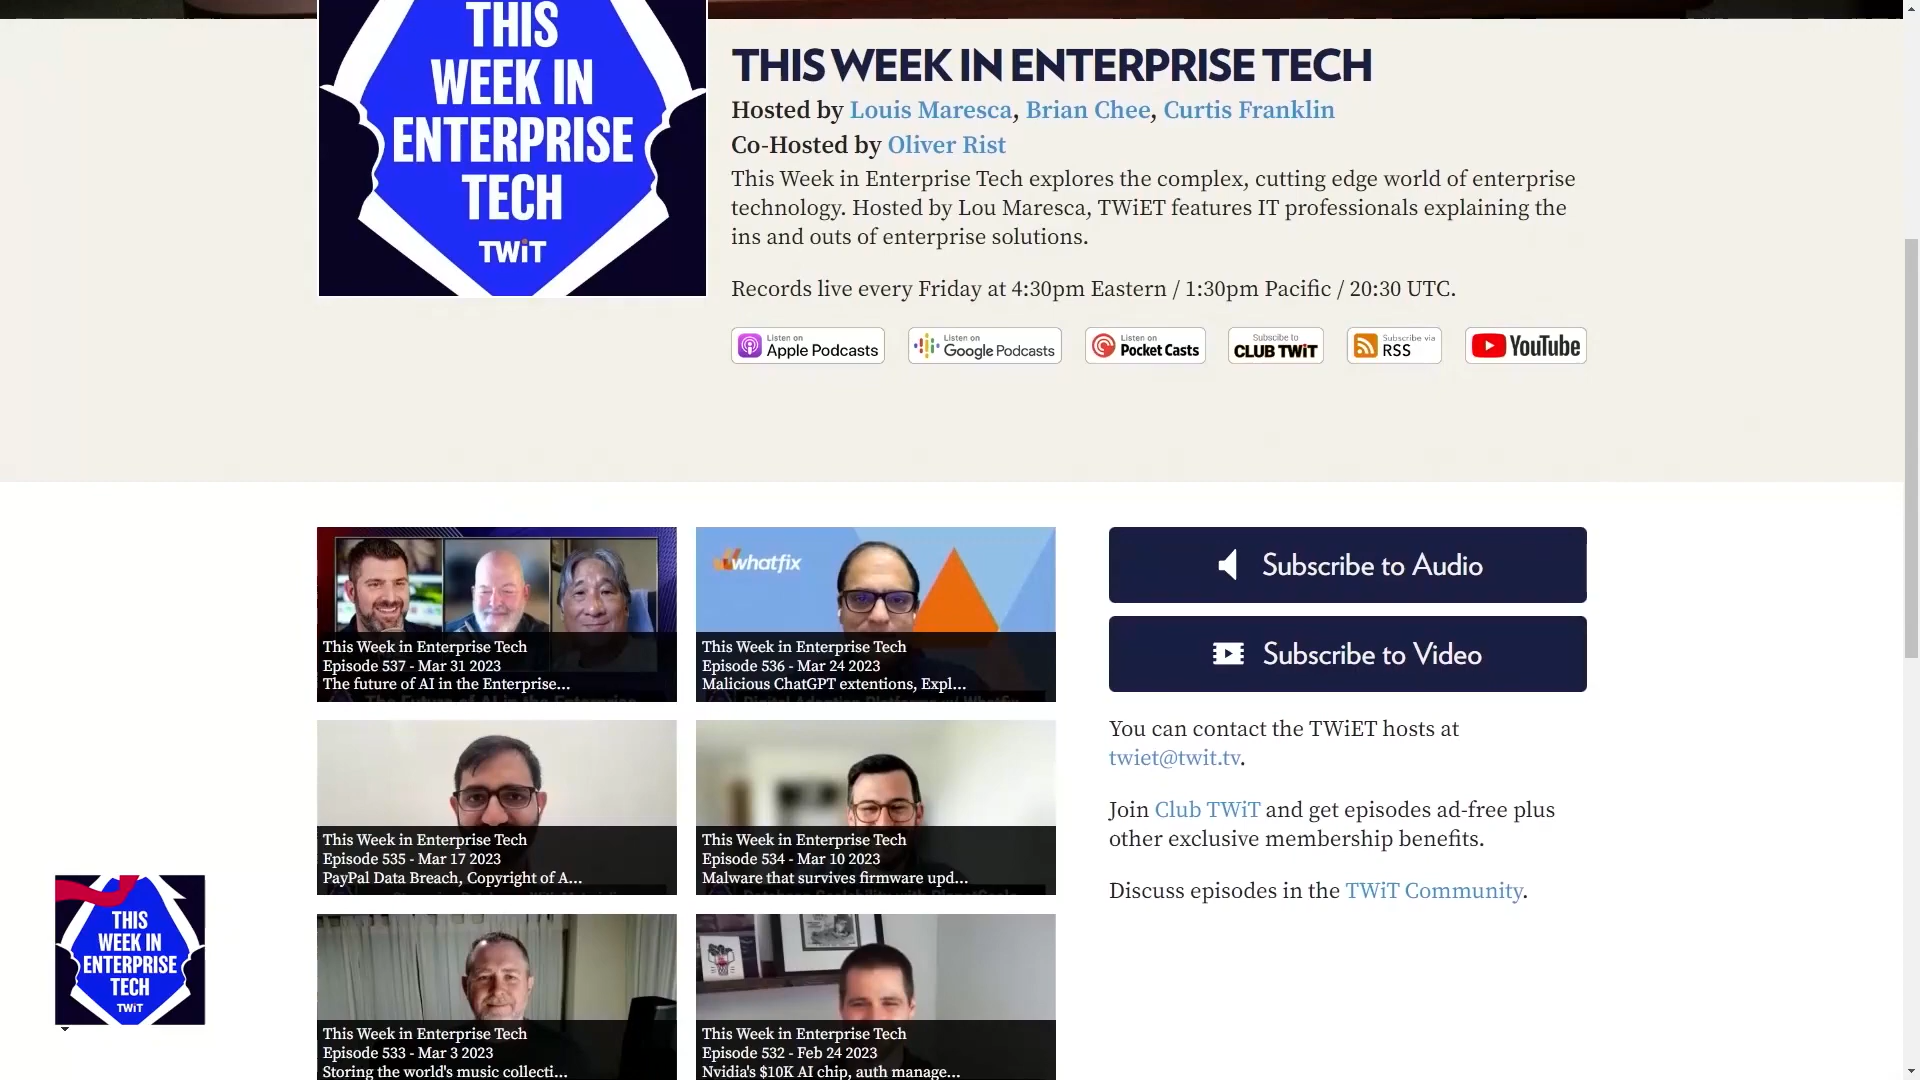 THIS
WEEK IN
ENTERPRISE
TECH
TWiT
THIS WEEK IN ENTERPRISE TECH
Hosted by Louis Maresca, Brian Chee, Curtis Franklin
Co-Hosted by Oliver Rist
This Week in Enterprise Tech explores the complex, cutting edge world of enterprise
technology. Hosted by Lou Maresca, TWiET features IT professionals explaining the
ins and outs of enterprise solutions.
Records live every Friday at 4:30pm Eastern / 1:30pm Pacific / 20:30 UTC.
Listen on
Apple Podcasts
Listen on
Google Podcasts
Listen on
Pocket Casts
Subscribe to
CLUB TWiT
Subscribe via
RSS
YouTube
This Week in Enterprise Tech
Episode 537 - Mar 31 2023
The future of AI in the Enterprise...
The Future of AI in the Enterprise
whatfix
This Week in Enterprise Tech
Episode 536 - Mar 24 2023
Malicious ChatGPT extentions, Expl...
Subscribe to Audio
Subscribe to Video
You can contact the TWiET hosts at
twiet@twit.tv.
Join Club TWiT and get episodes ad-free plus
other exclusive membership benefits.
Discuss episodes in the TWiT Community.
This Week in Enterprise Tech
Episode 535 - Mar 17 2023
PayPal Data Breach, Copyright of A...
This Week in Enterprise Tech
Episode 534 - Mar 10 2023
Malware that survives firmware upd...
This Week in Enterprise Tech
Episode 533 - Mar 3 2023
Storing the world's music collecti...
This Week in Enterprise Tech
Episode 532 - Feb 24 2023
Nvidia's $10K AI chip, auth manage...
THIS
WEEK IN
ENTERPRISE
TECH
TWiT